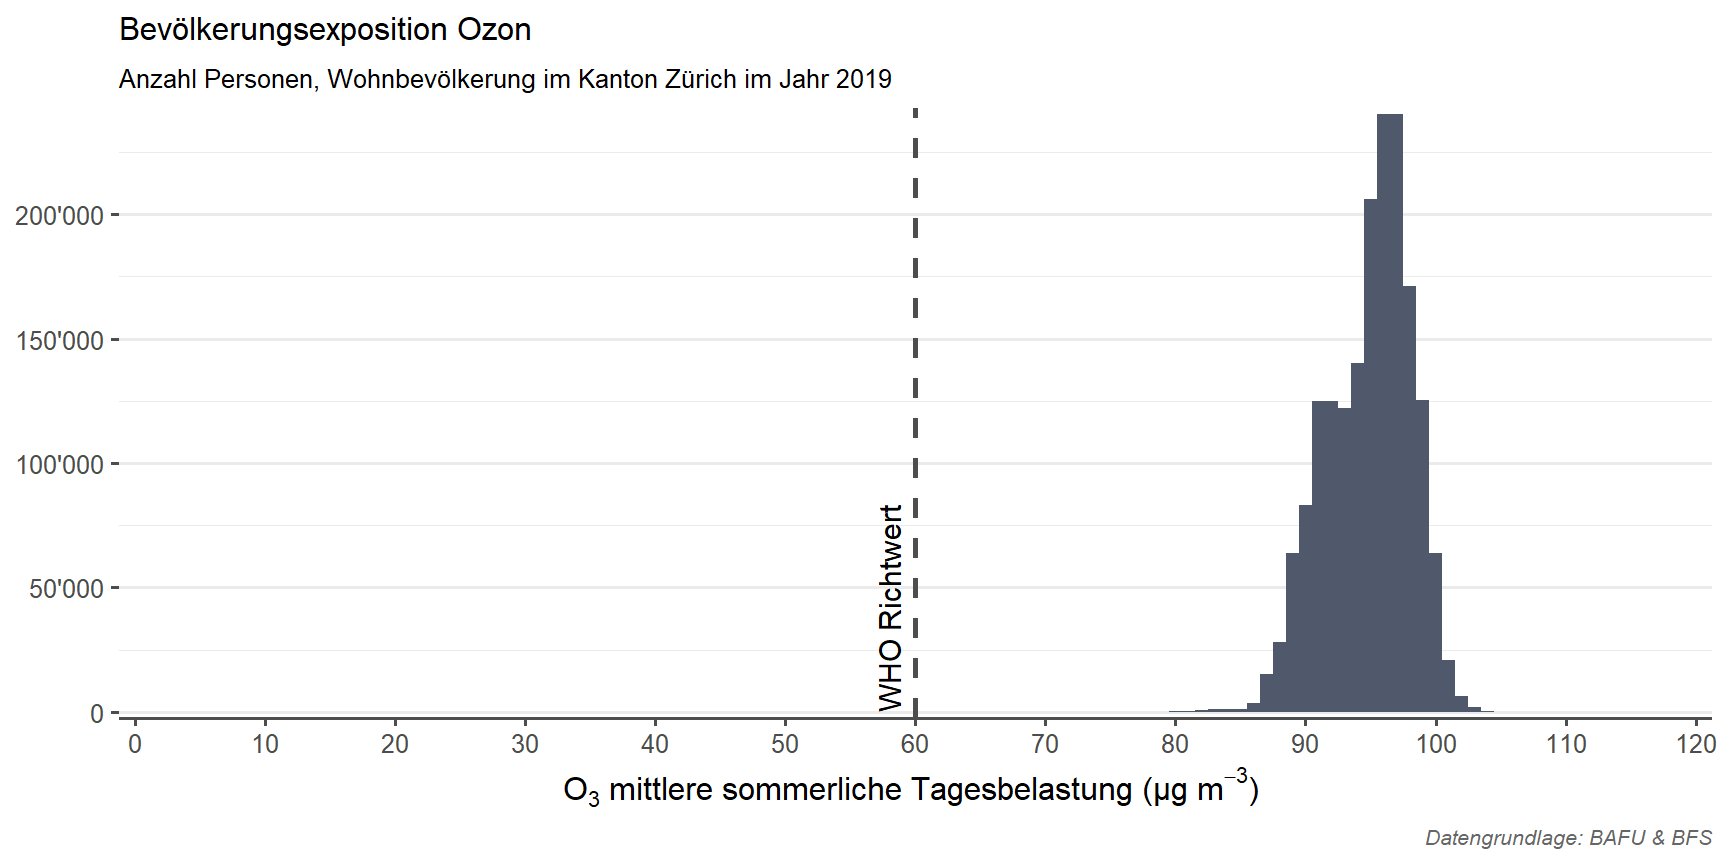 Bevölkerungsexposition Ozon
Anzahl Personen, Wohnbevölkerung im Kanton Zürich im Jahr 2019
200'000
150'000
100'000
50'000
0
WHO Richtwert
0 10 20 30 40 50 60 70 80 90 100 110 120
O₃ mittlere sommerliche Tagesbelastung (µg m⁻³)
Datengrundlage: BAFU & BFS